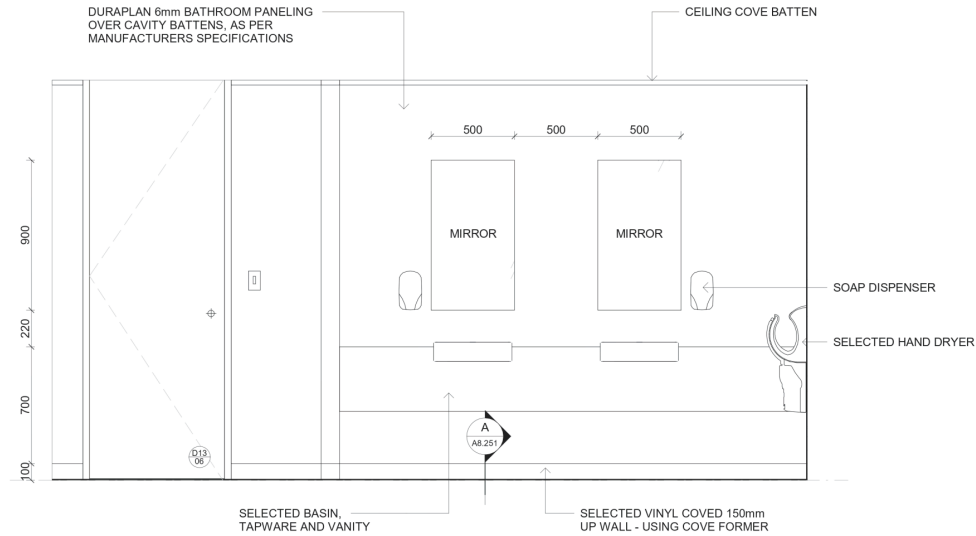 DURAPLAN 6mm BATHROOM PANELING
OVER CAVITY BATTENS, AS PER
MANUFACTURERS SPECIFICATIONS
CEILING COVE BATTEN
500
500
500
900
MIRROR
MIRROR
SOAP DISPENSER
220
SELECTED HAND DRYER
700
A
A8.251
D13
06
100
SELECTED BASIN,
TAPWARE AND VANITY
SELECTED VINYL COVED 150mm
UP WALL - USING COVE FORMER